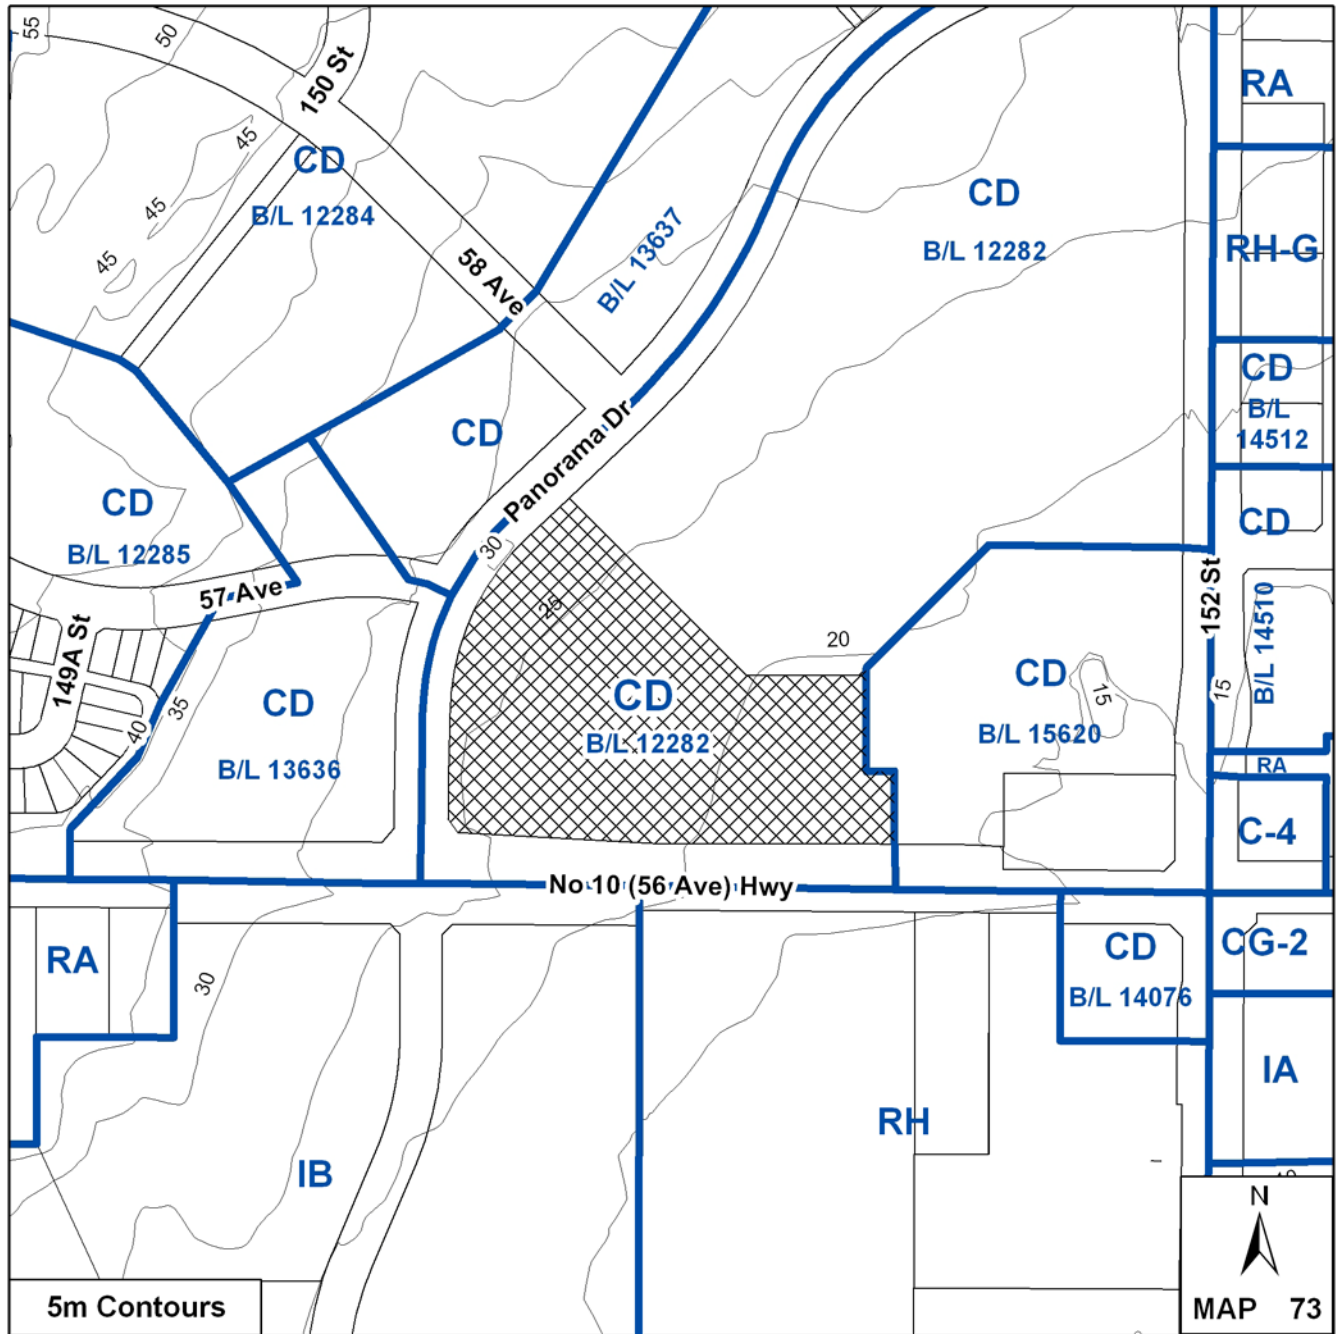 55
50
150 St
RA
45
CD
B/L 12284
CD
45
B/L 12282
B/L 13637
RH-G
45
58 Ave
CD
B/L
14512
Panorama Dr
CD
CD
CD
B/L 12285
30
57 Ave
25
152 St
B/L 14510
149A St
20
CD
B/L 13636
35
40
CD
B/L 12282
CD
B/L 15620
15
15
RA
C-4
No 10 (56 Ave) Hwy
RA
30
CD
B/L 14076
CG-2
IA
RH
IB
N
MAP 73
5m Contours